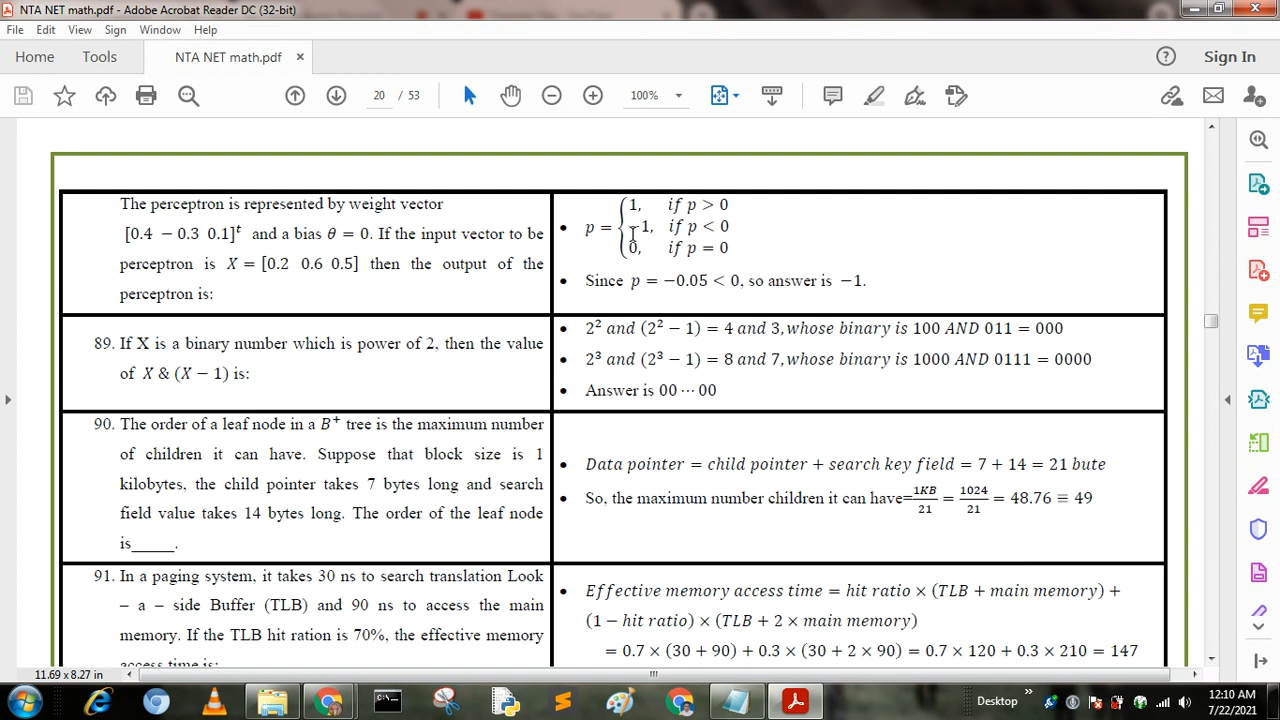 NTA NET math.pdf - Adobe Acrobat Reader DC (32-bit)
File Edit View Sign Window Help
Home Tools NTA NET math.pdf × Sign In
20 / 53 100%
The perceptron is represented by weight vector
[0.4 − 0.3 0.1]ᵗ and a bias θ = 0. If the input vector to be
perceptron is X = [0.2 0.6 0.5] then the output of the
perceptron is:
1, if p > 0
• p = { −1, if p < 0
0, if p = 0
• Since p = −0.05 < 0, so answer is −1.
89. If X is a binary number which is power of 2, then the value
of X & (X − 1) is:
• 2² and (2² − 1) = 4 and 3, whose binary is 100 AND 011 = 000
• 2³ and (2³ − 1) = 8 and 7, whose binary is 1000 AND 0111 = 0000
• Answer is 00 ⋯ 00
90. The order of a leaf node in a B⁺ tree is the maximum number
of children it can have. Suppose that block size is 1
kilobytes, the child pointer takes 7 bytes long and search
field value takes 14 bytes long. The order of the leaf node
is_____.
• Data pointer = child pointer + search key field = 7 + 14 = 21 bute
• So, the maximum number children it can have=1KB/21 = 1024/21 = 48.76 ≡ 49
91. In a paging system, it takes 30 ns to search translation Look
– a – side Buffer (TLB) and 90 ns to access the main
memory. If the TLB hit ration is 70%, the effective memory
access time is:
• Effective memory access time = hit ratio × (TLB + main memory) +
(1 − hit ratio) × (TLB + 2 × main memory)
= 0.7 × (30 + 90) + 0.3 × (30 + 2 × 90) = 0.7 × 120 + 0.3 × 210 = 147
11.69 x 8.27 in
Desktop » 12:10 AM
7/22/2021